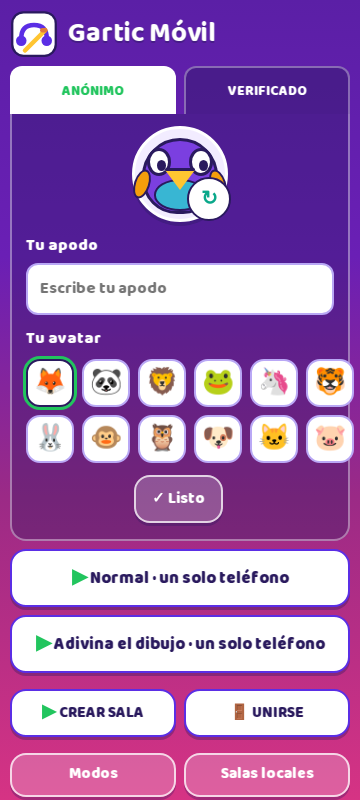 Gartic Móvil
ANÓNIMO
VERIFICADO
Tu apodo
Escribe tu apodo
Tu avatar
✓ Listo
Normal · un solo teléfono
Adivina el dibujo · un solo teléfono
CREAR SALA
UNIRSE
Modos
Salas locales